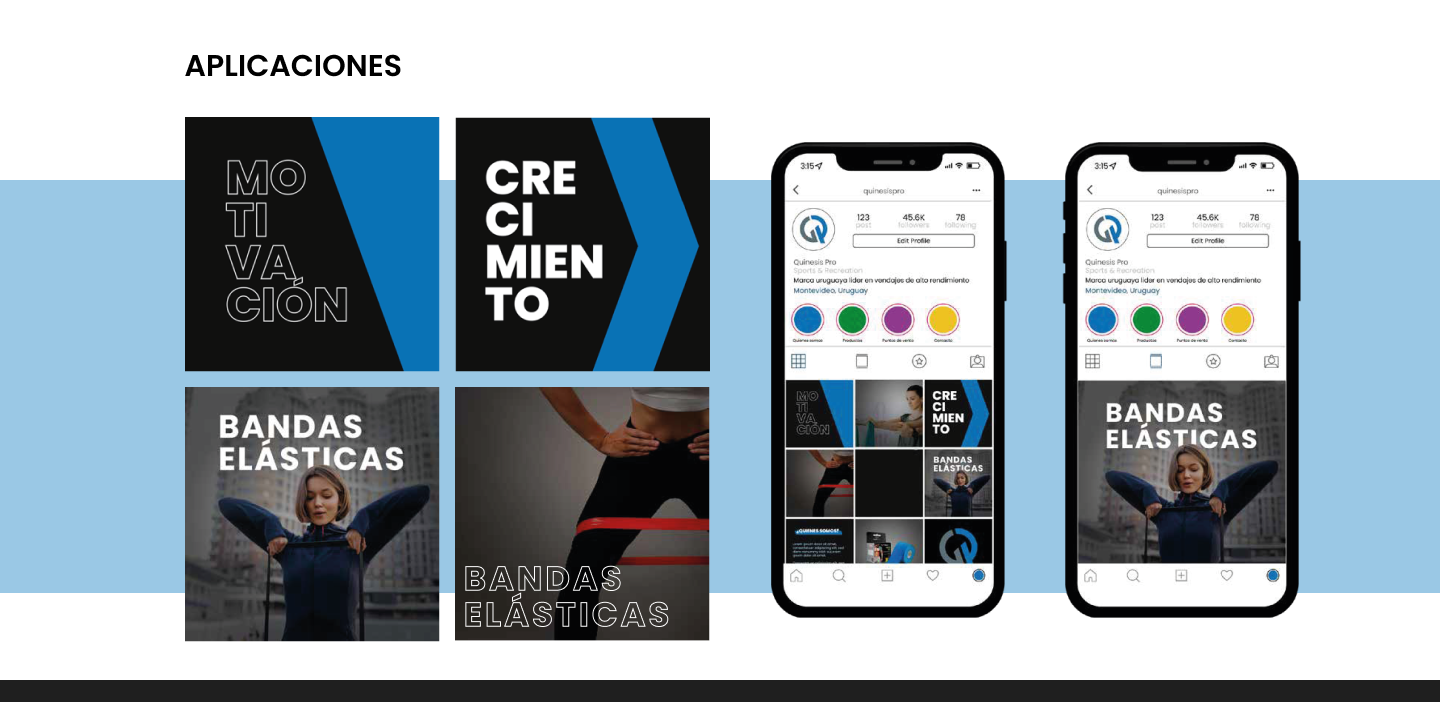 APLICACIONES
MO
TI
VA
CIÓN
CRE
CI
MIEN
TO
BANDAS
ELÁSTICAS
BANDAS
ELÁSTICAS
3:15
quinesispro
123 45.6K 78
post followers following
Edit Profile
Quinesis Pro
Sports & Recreation
Marca uruguaya líder en vendajes de alto rendimiento
Montevideo, Uruguay
Quienes somos Productos Puntos de venta Contacto
MO
TI
VA
CIÓN
CRE
CI
MIEN
TO
BANDAS
ELÁSTICAS
¿QUIENES SOMOS?
3:15
quinesispro
123 45.6K 78
post followers following
Edit Profile
Quinesis Pro
Sports & Recreation
Marca uruguaya líder en vendajes de alto rendimiento
Montevideo, Uruguay
Quienes somos Productos Puntos de venta Contacto
BANDAS
ELÁSTICAS